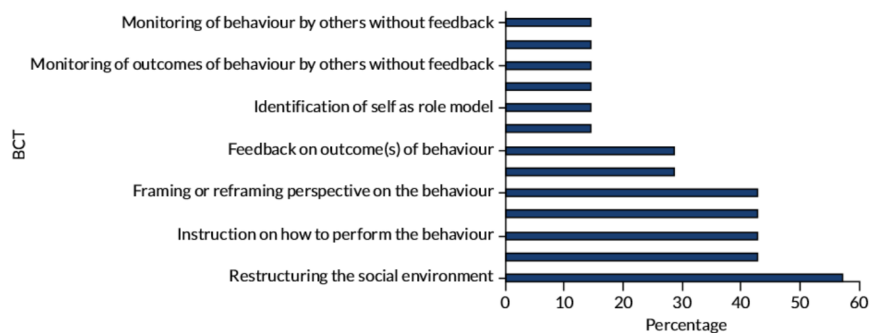 Monitoring of behaviour by others without feedback
Monitoring of outcomes of behaviour by others without feedback
Identification of self as role model
Feedback on outcome(s) of behaviour
Framing or reframing perspective on the behaviour
Instruction on how to perform the behaviour
Restructuring the social environment
BCT
0 10 20 30 40 50 60
Percentage